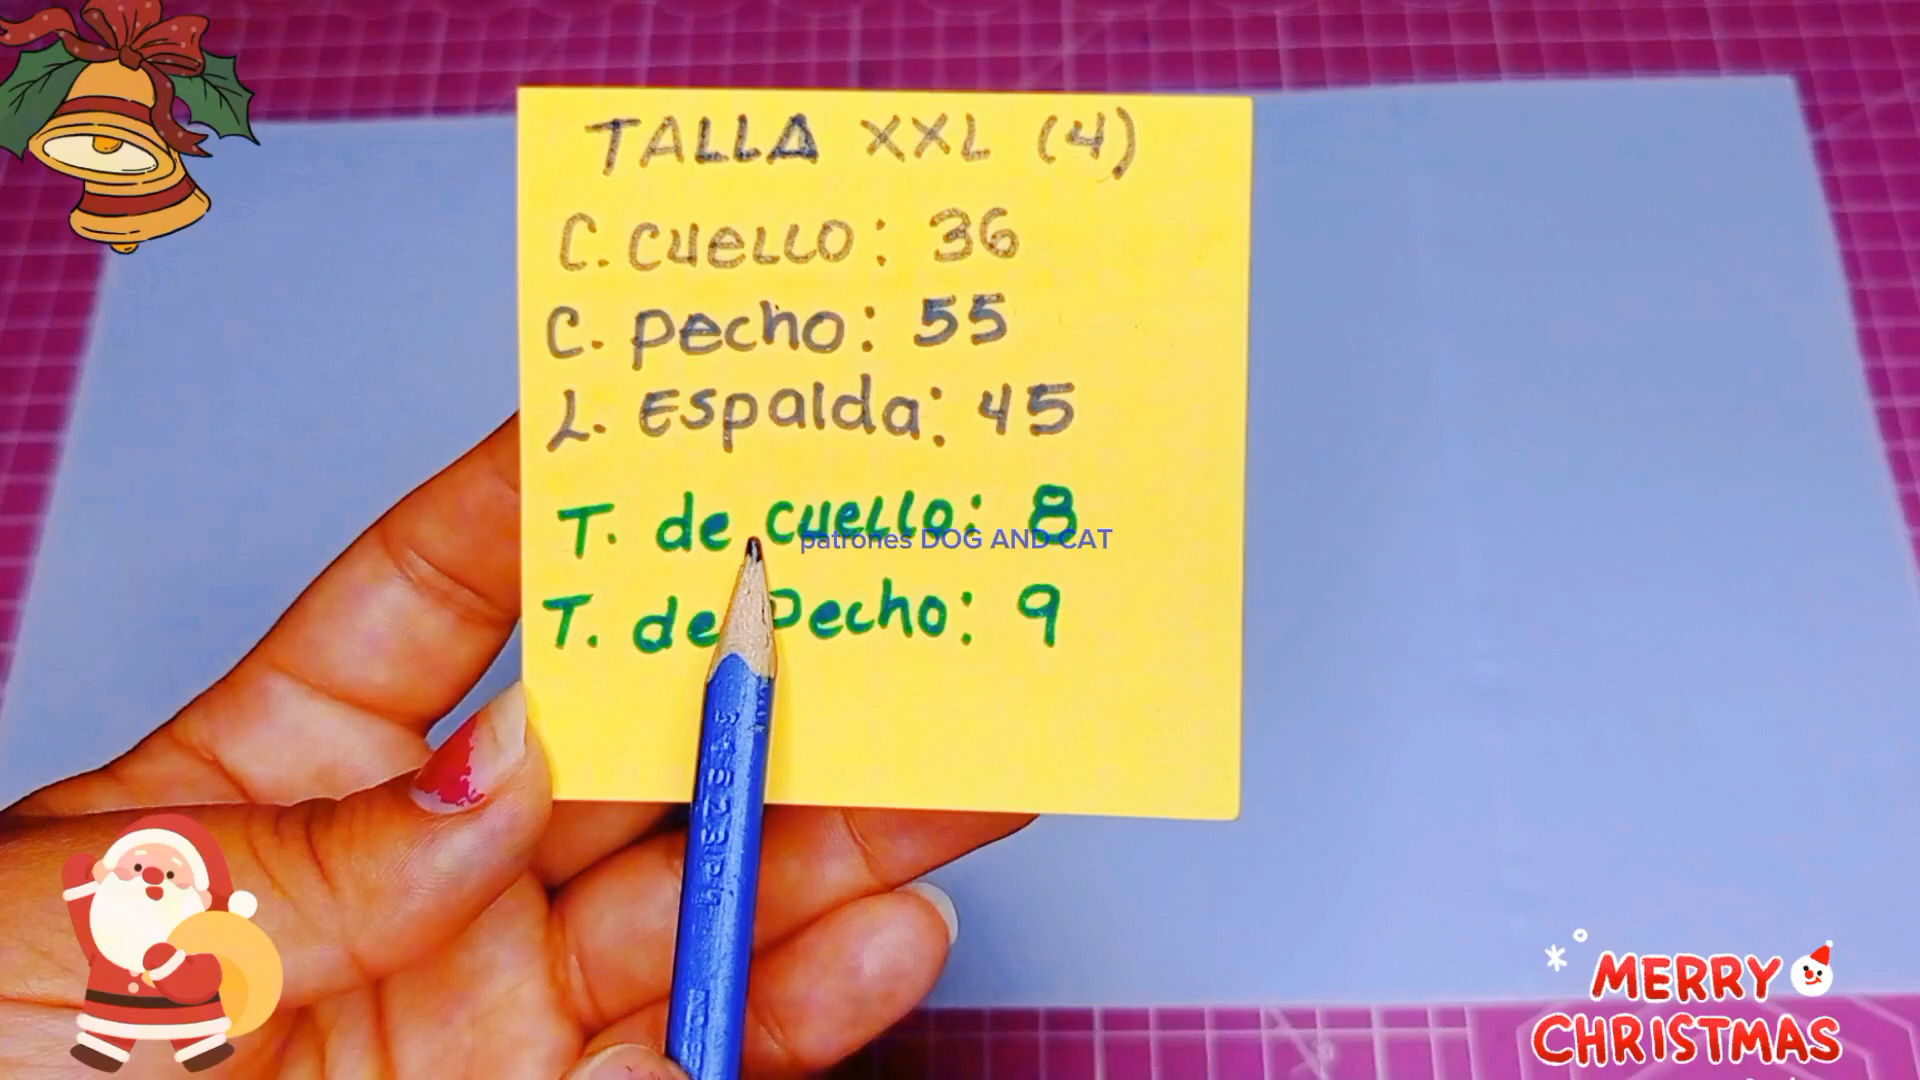 TALLA XXL (4)
C. CUELLO: 36
C. Pecho: 55
L. Espalda: 45
T. de CUELLO: 8
patrones DOG AND CAT
T. de Pecho: 9
MERRY
CHRISTMAS